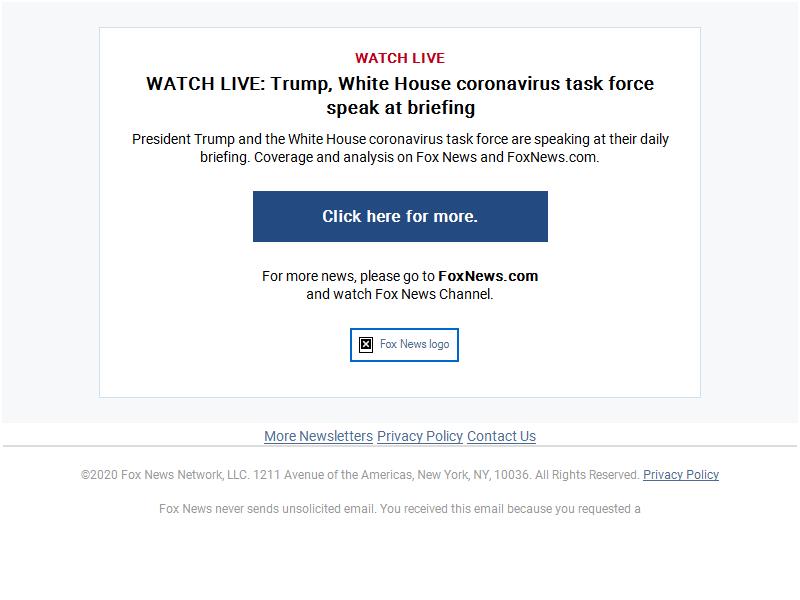 WATCH LIVE
WATCH LIVE: Trump, White House coronavirus task force
speak at briefing
President Trump and the White House coronavirus task force are speaking at their daily
briefing. Coverage and analysis on Fox News and FoxNews.com.
Click here for more.
For more news, please go to FoxNews.com
and watch Fox News Channel.
Fox News logo
More Newsletters Privacy Policy Contact Us
©2020 Fox News Network, LLC. 1211 Avenue of the Americas, New York, NY, 10036. All Rights Reserved. Privacy Policy
Fox News never sends unsolicited email. You received this email because you requested a